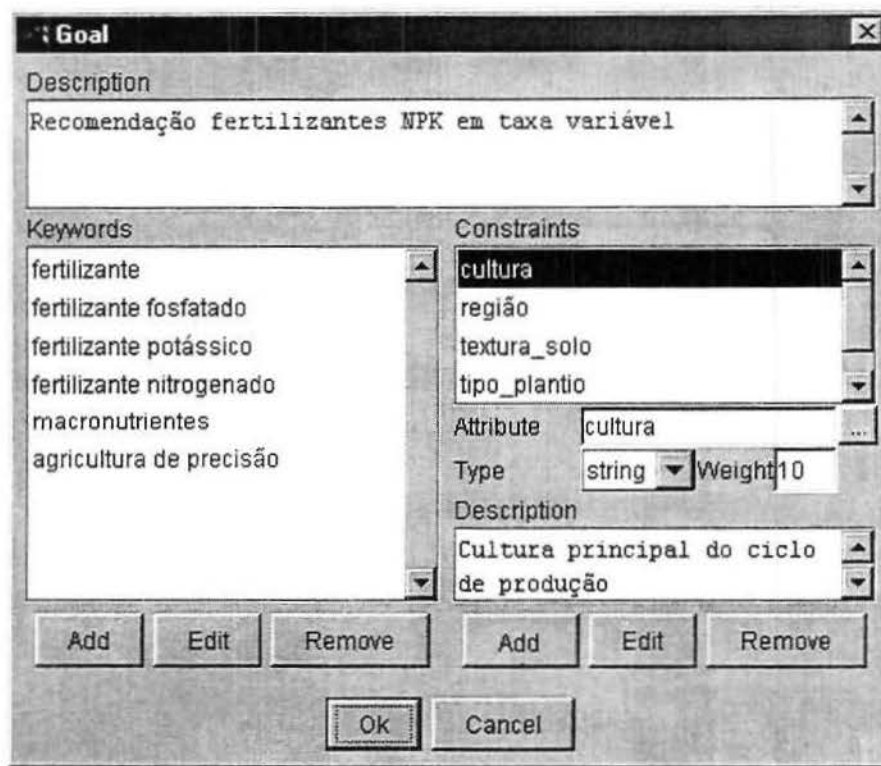 Goal
Description
Recomendação fertilizantes NPK em taxa variável
Keywords
fertilizante
fertilizante fosfatado
fertilizante potássico
fertilizante nitrogenado
macronutrientes
agricultura de precisão
Add Edit Remove
Constraints
cultura
região
textura_solo
tipo_plantio
Attribute cultura ...
Type string Weight 10
Description
Cultura principal do ciclo
de produção
Add Edit Remove
Ok Cancel